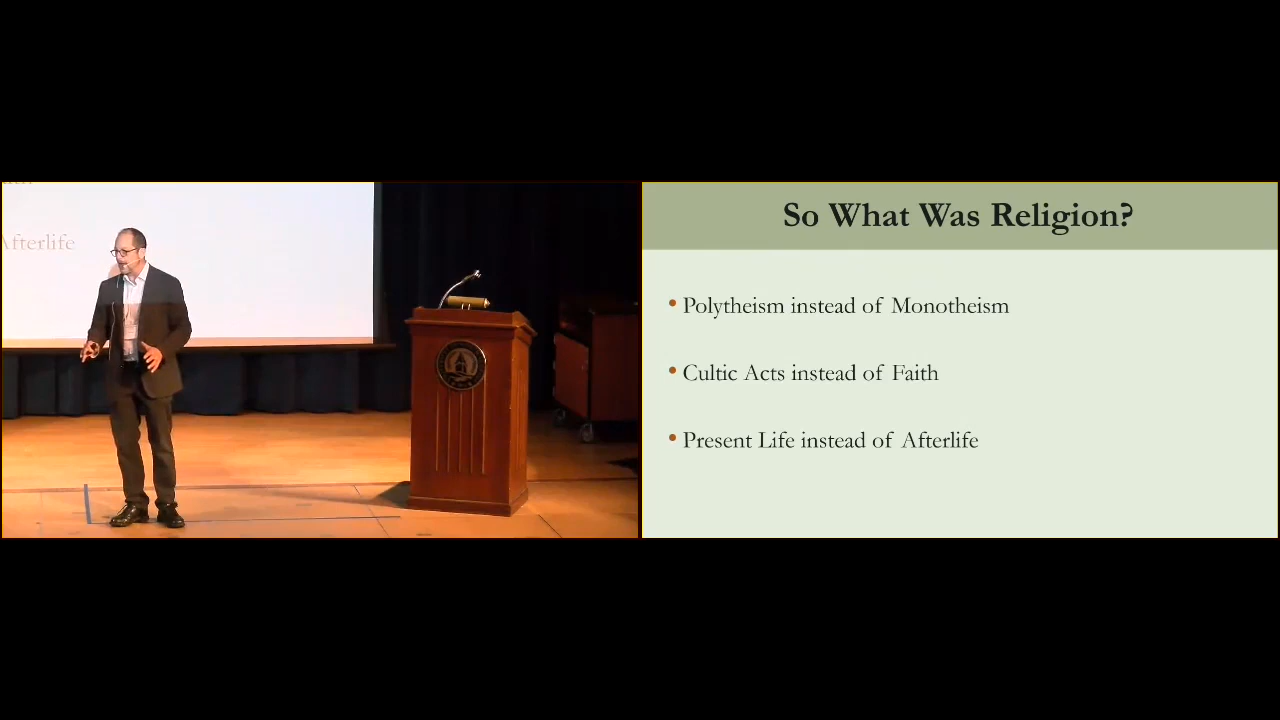 Afterlife
So What Was Religion?
• Polytheism instead of Monotheism
• Cultic Acts instead of Faith
• Present Life instead of Afterlife